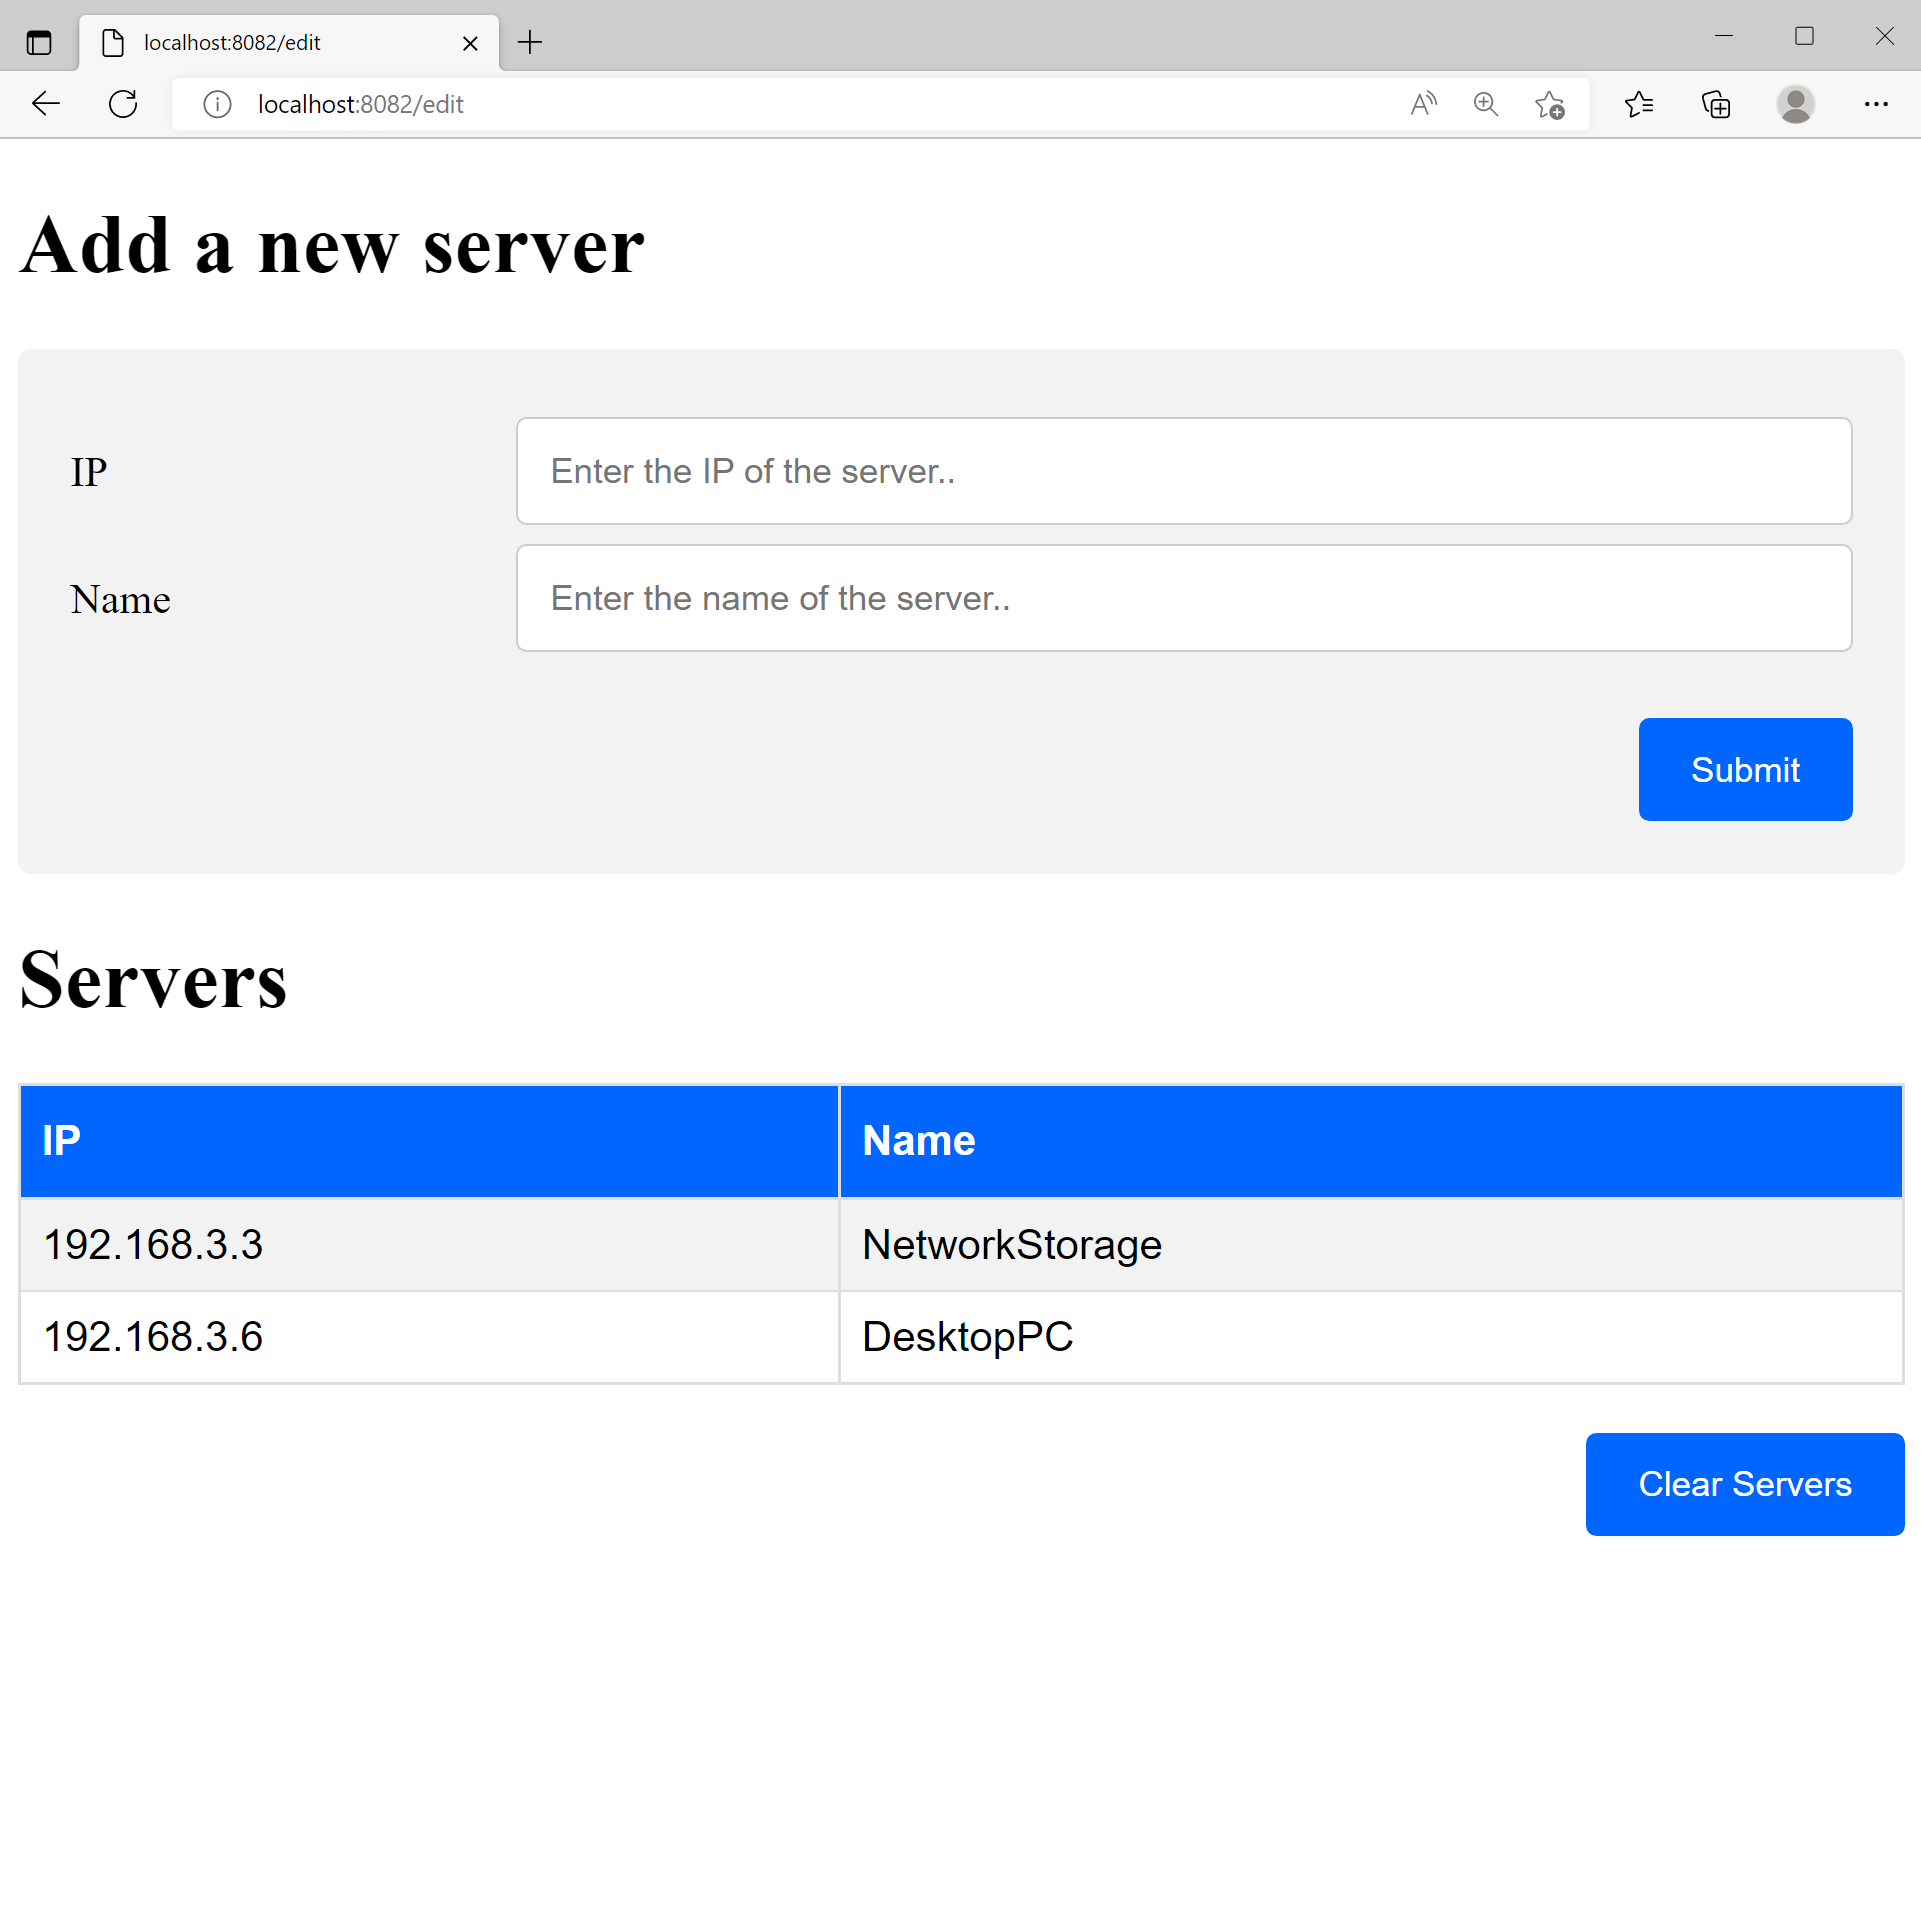 localhost:8082/edit
localhost:8082/edit
Add a new server
IP
Enter the IP of the server..
Name
Enter the name of the server..
Submit
Servers
IP Name
192.168.3.3 NetworkStorage
192.168.3.6 DesktopPC
Clear Servers